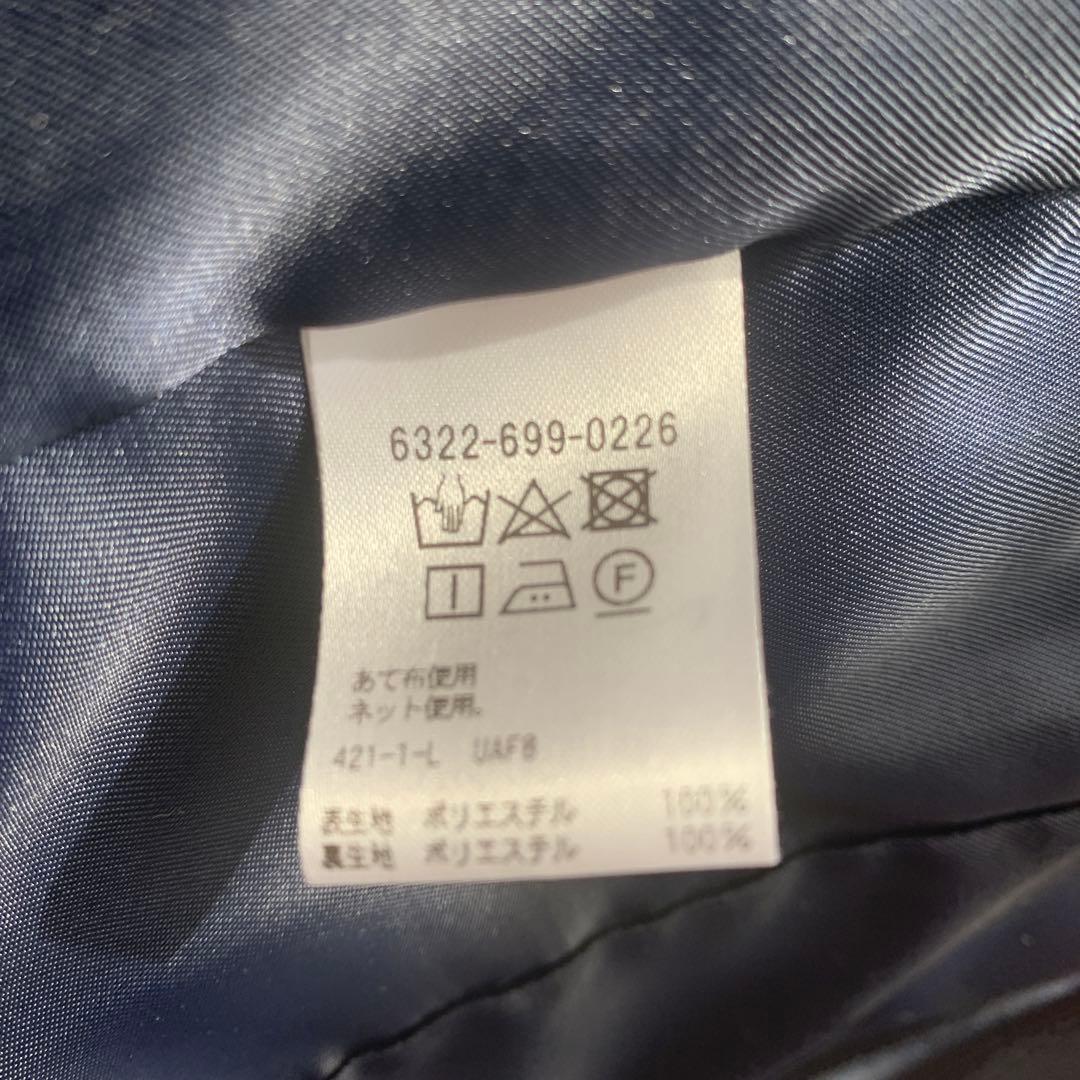 6322-699-0226
F
あて布使用
ネット使用.
421-1-L UAFB
表生地 ポリエステル 100%
裏生地 ポリエステル 100%